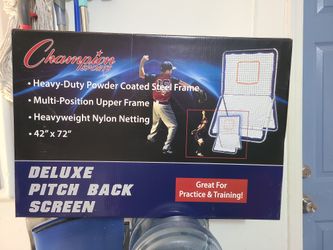 Champion
SPORTS
• Heavy-Duty Powder Coated Steel Frame
• Multi-Position Upper Frame
• Heavyweight Nylon Netting
• 42" x 72"
DELUXE
PITCH BACK
SCREEN
Great For
Practice & Training!